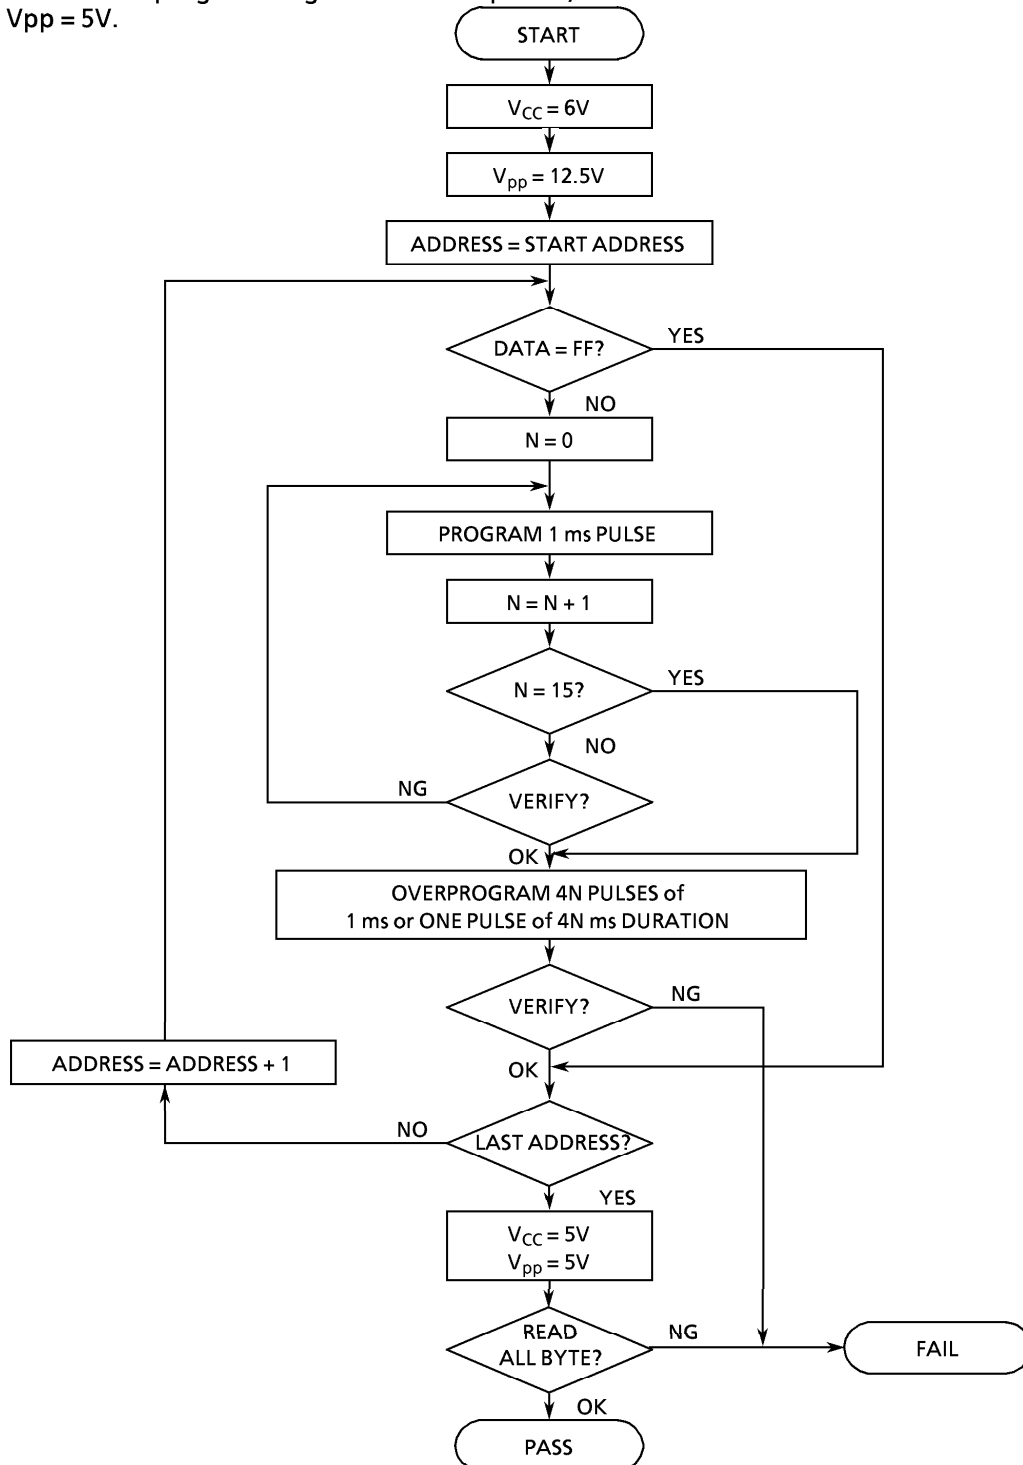 Vpp = 5V.
START
VCC = 6V
Vpp = 12.5V
ADDRESS = START ADDRESS
DATA = FF?
YES
NO
N = 0
PROGRAM 1 ms PULSE
N = N + 1
N = 15?
YES
NO
NG
VERIFY?
OK
OVERPROGRAM 4N PULSES of
1 ms or ONE PULSE of 4N ms DURATION
VERIFY?
NG
ADDRESS = ADDRESS + 1
OK
NO
LAST ADDRESS?
YES
VCC = 5V
Vpp = 5V
READ
ALL BYTE?
NG
FAIL
OK
PASS